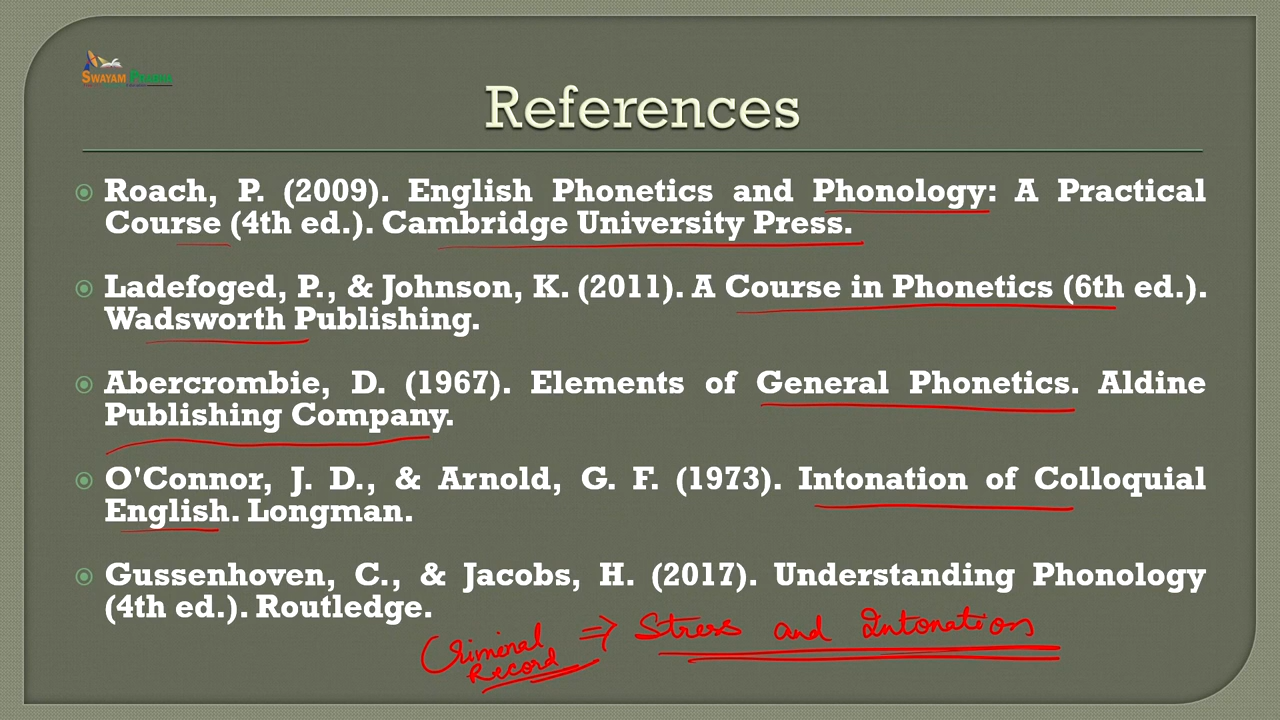 SWAYAM PRABHA
References
Roach, P. (2009). English Phonetics and Phonology: A Practical
Course (4th ed.). Cambridge University Press.
Ladefoged, P., & Johnson, K. (2011). A Course in Phonetics (6th ed.).
Wadsworth Publishing.
Abercrombie, D. (1967). Elements of General Phonetics. Aldine
Publishing Company.
O'Connor, J. D., & Arnold, G. F. (1973). Intonation of Colloquial
English. Longman.
Gussenhoven, C., & Jacobs, H. (2017). Understanding Phonology
(4th ed.). Routledge.
Criminal ⇒ Stress and Intonation
Record